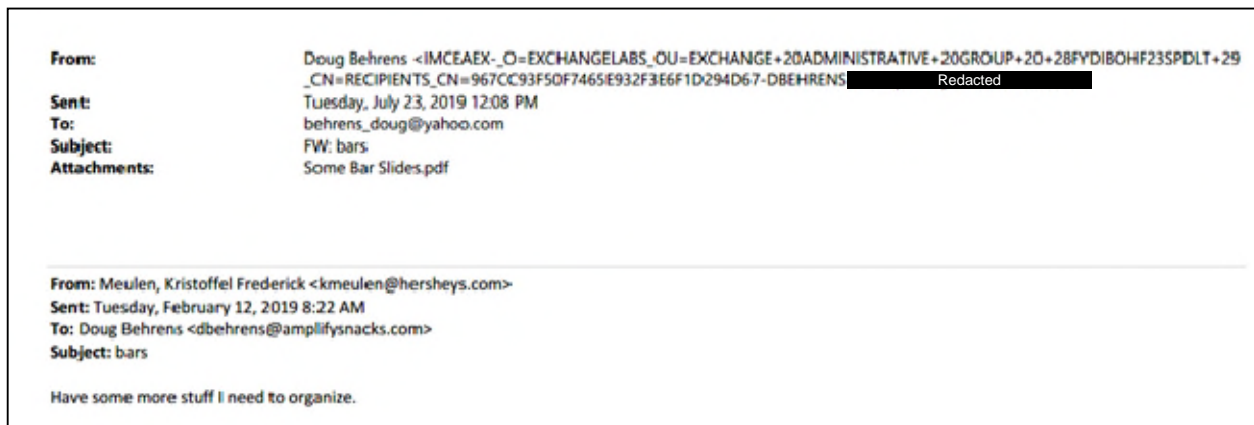 From: Doug Behrens <IMCEAEX-_O=EXCHANGELABS_OU=EXCHANGE+20ADMINISTRATIVE+20GROUP+20+28FYDIBOHF23SPDLT+29
_CN=RECIPIENTS_CN=967CC93F50F7465E932F3E6F1D294D67-DBEHRENS Redacted
Sent: Tuesday, July 23, 2019 12:08 PM
To: behrens_doug@yahoo.com
Subject: FW: bars
Attachments: Some Bar Slides.pdf
From: Meulen, Kristoffel Frederick <kmeulen@hersheys.com>
Sent: Tuesday, February 12, 2019 8:22 AM
To: Doug Behrens <dbehrens@amplifysnacks.com>
Subject: bars
Have some more stuff I need to organize.